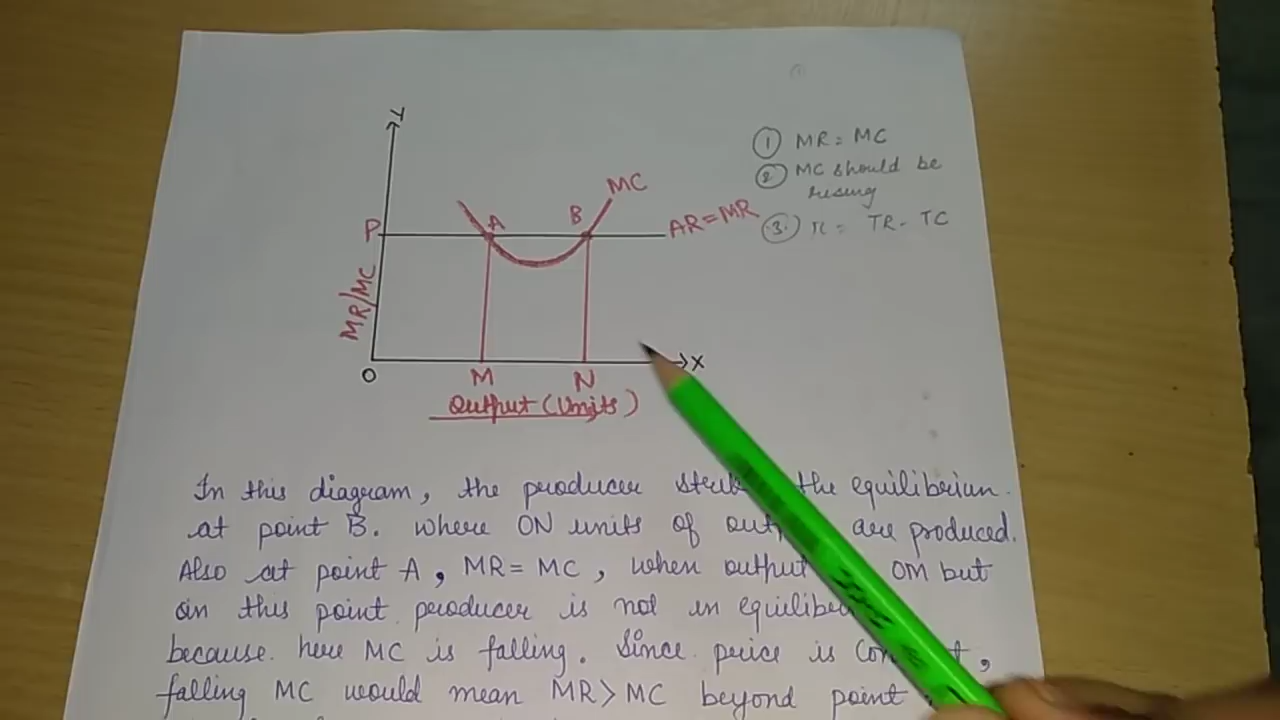 Y
① MR = MC
② MC should be
rising
③ π = TR - TC
MC
A
B
P
AR=MR
MR/MC
O
M
N
X
Output (Units)
In this diagram, the producer the equilibrium.
at point B. where ON units of are produced.
Also at point A, MR = MC, when output OM but
on this point producer is not in
because here MC is falling. Since price is
falling MC would mean MR > MC beyond point